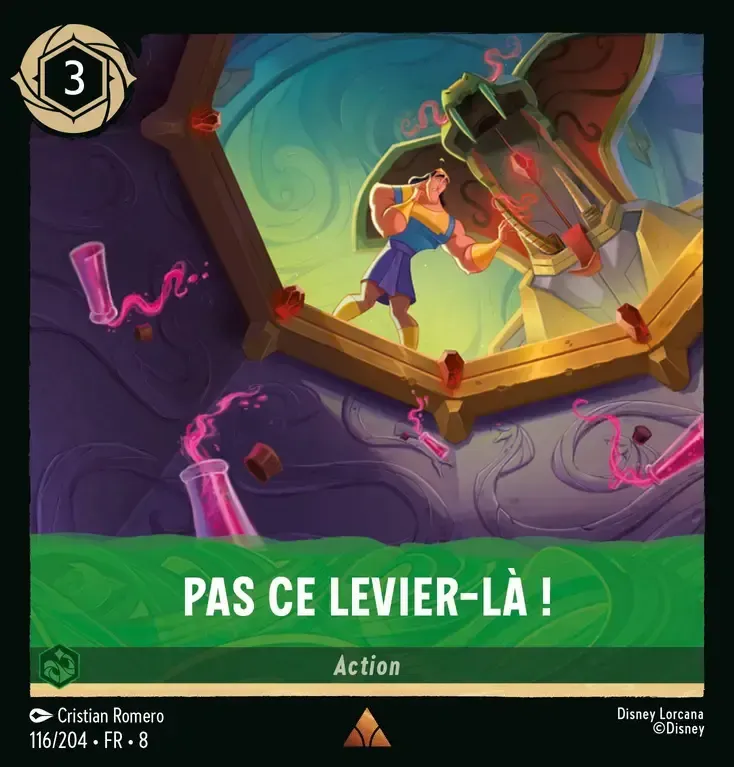 3
PAS CE LEVIER-LÀ !
Action
Cristian Romero
116/204 • FR • 8
Disney Lorcana
©Disney